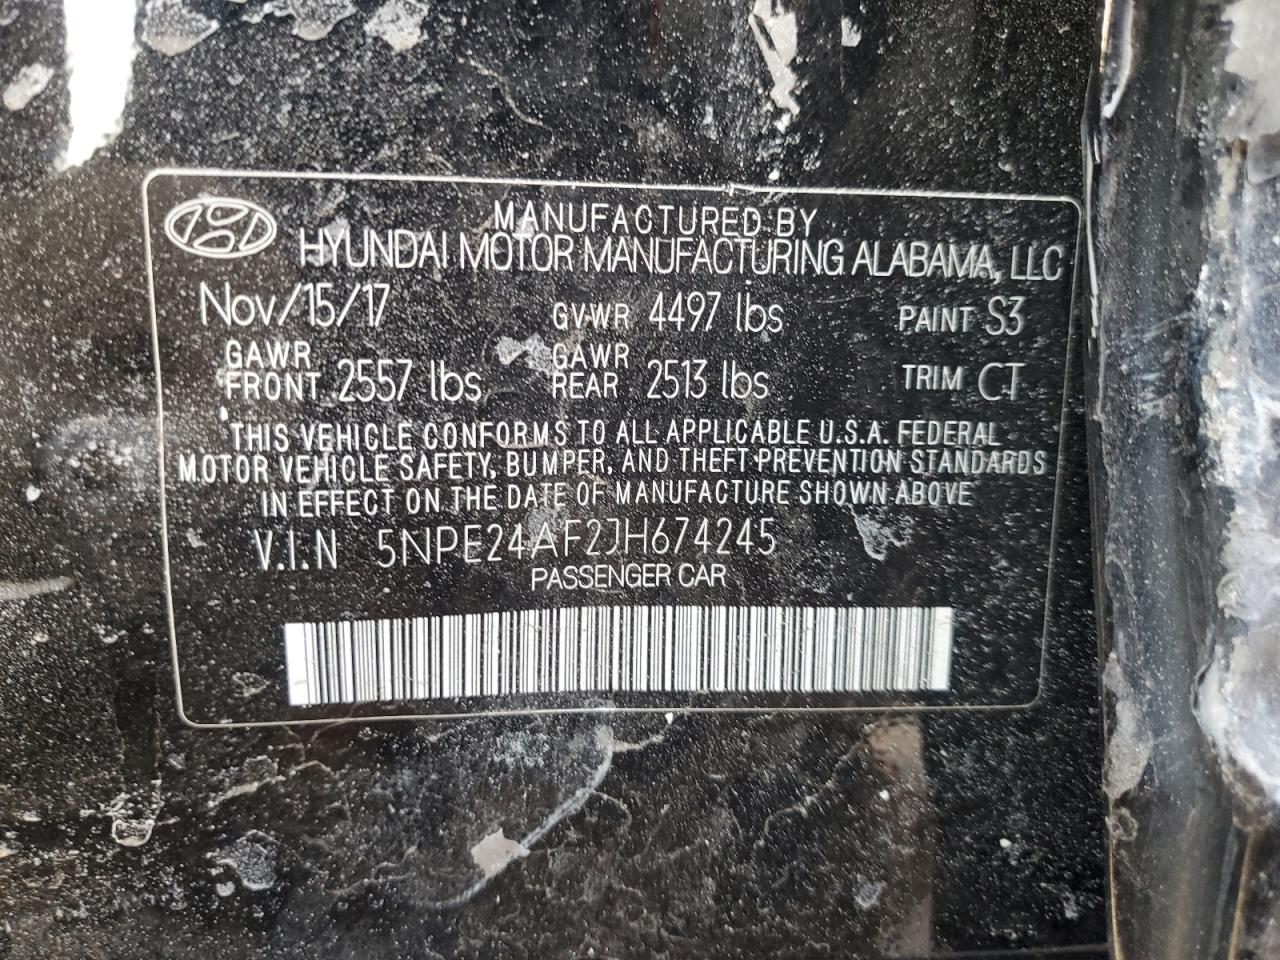 MANUFACTURED BY
HYUNDAI MOTOR MANUFACTURING ALABAMA, LLC
Nov/15/17 GVWR 4497 lbs PAINT S3
GAWR FRONT 2557 lbs GAWR REAR 2513 lbs TRIM CT
THIS VEHICLE CONFORMS TO ALL APPLICABLE U.S.A. FEDERAL
MOTOR VEHICLE SAFETY, BUMPER, AND THEFT PREVENTION STANDARDS
IN EFFECT ON THE DATE OF MANUFACTURE SHOWN ABOVE
V.I.N 5NPE24AF2JH674245
PASSENGER CAR